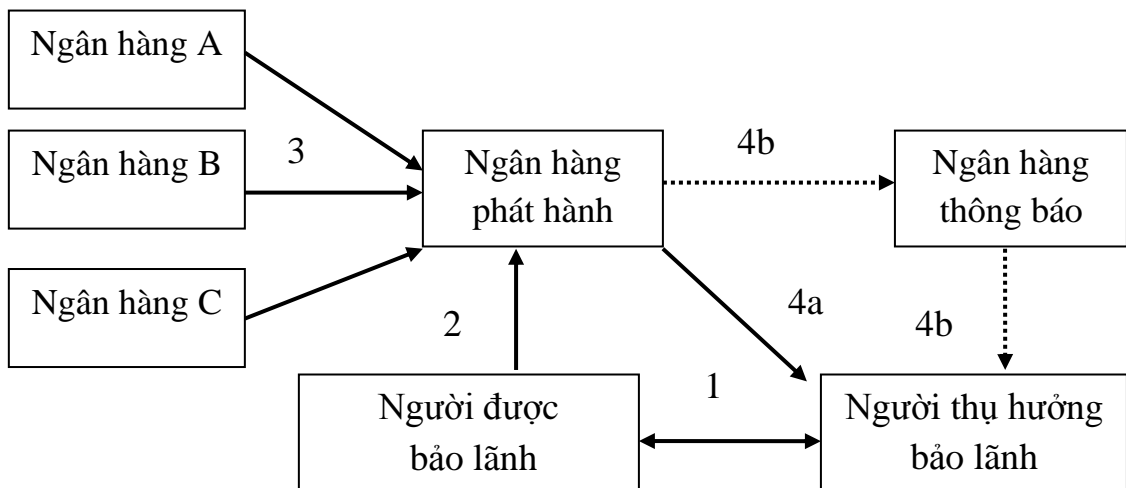 Ngân hàng A
Ngân hàng B
Ngân hàng C
3
Ngân hàng
phát hành
4b
Ngân hàng
thông báo
2
4a
4b
1
Người được
bảo lãnh
Người thụ hưởng
bảo lãnh